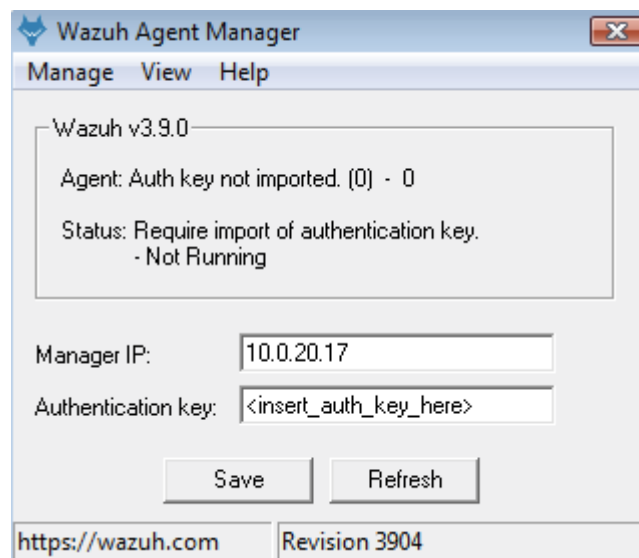 Wazuh Agent Manager
Manage View Help
Wazuh v3.9.0
Agent: Auth key not imported. (0) - 0
Status: Require import of authentication key.
- Not Running
Manager IP: 10.0.20.17
Authentication key: <insert_auth_key_here>
Save Refresh
https://wazuh.com Revision 3904